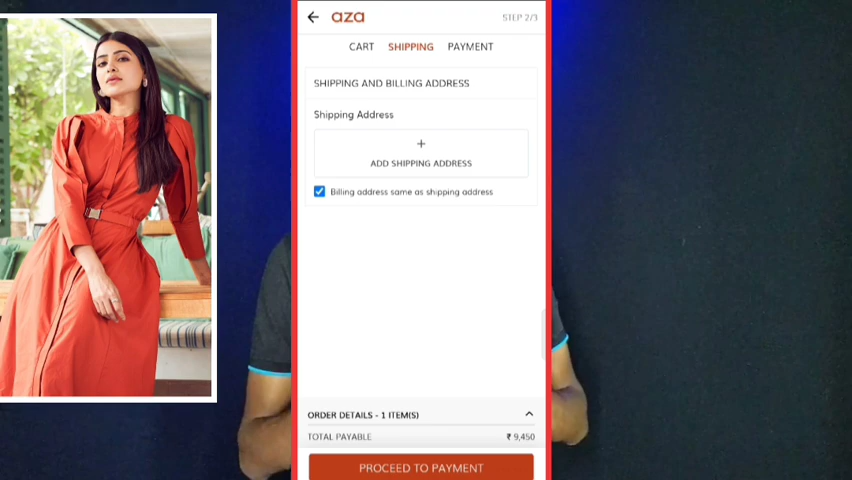 aza
STEP 2/3
CART SHIPPING PAYMENT
SHIPPING AND BILLING ADDRESS
Shipping Address
+
ADD SHIPPING ADDRESS
Billing address same as shipping address
ORDER DETAILS - 1 ITEM(S)
TOTAL PAYABLE ₹ 9,450
PROCEED TO PAYMENT